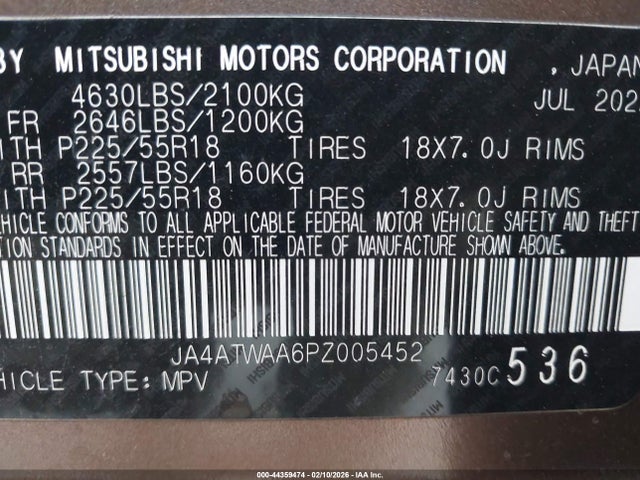 BY MITSUBISHI MOTORS CORPORATION , JAPAN
4630LBS/2100KG JUL 202
FR 2646LBS/1200KG
ITH P225/55R18 TIRES 18X7.0J RIMS
RR 2557LBS/1160KG
ITH P225/55R18 TIRES 18X7.0J RIMS
HICLE CONFORMS TO ALL APPLICABLE FEDERAL MOTOR VEHICLE SAFETY AND THEFT
TION STANDARDS IN EFFECT ON THE DATE OF MANUFACTURE SHOWN ABOVE.
JA4ATWAA6PZ005452
HICLE TYPE: MPV 7430C 536
000-44359474 - 02/10/2026 - IAA Inc.